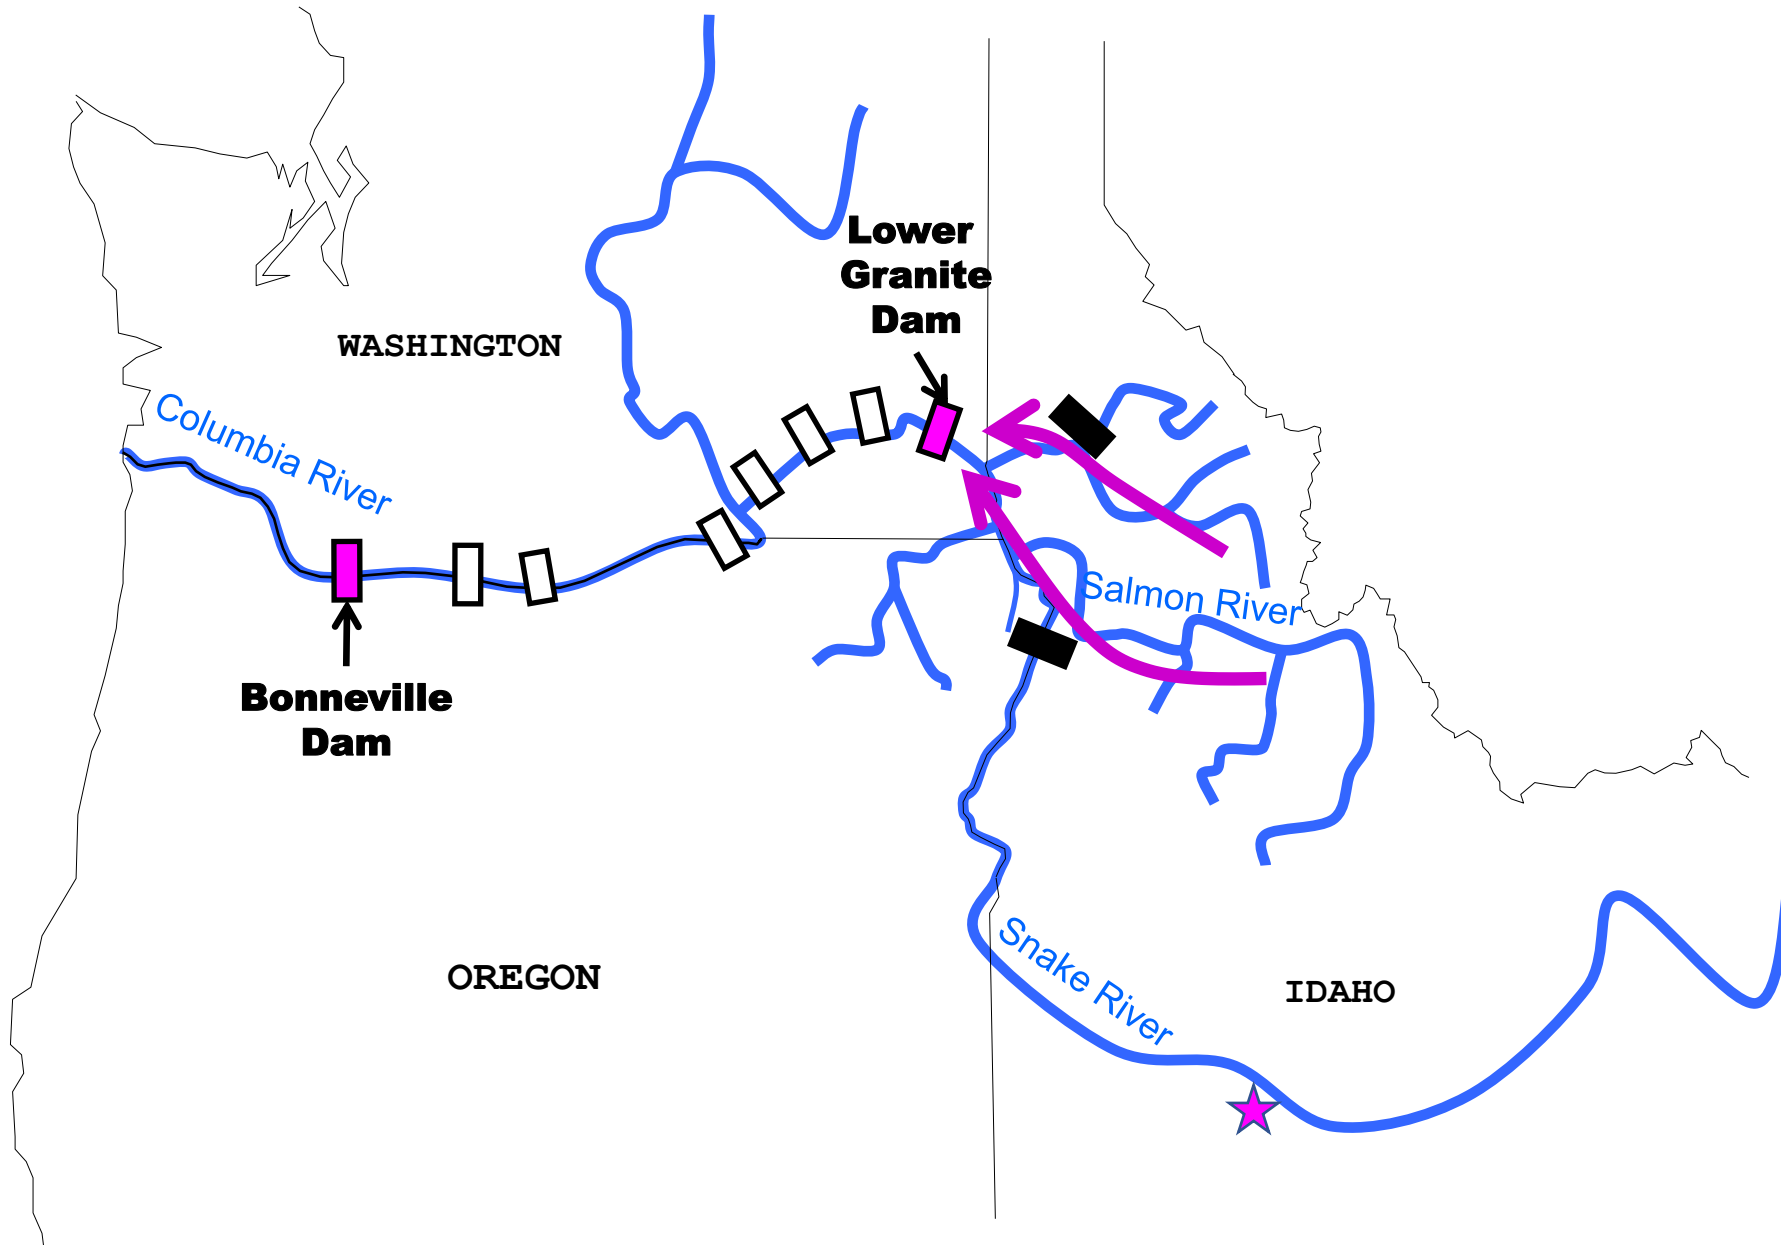 Lower
Granite
Dam
WASHINGTON
Columbia River
Salmon River
Bonneville
Dam
OREGON
Snake River
IDAHO